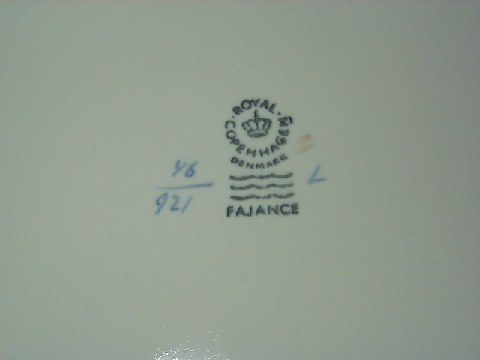 ROYAL
COPENHAGEN
DENMARK
46
921
L
FAJANCE